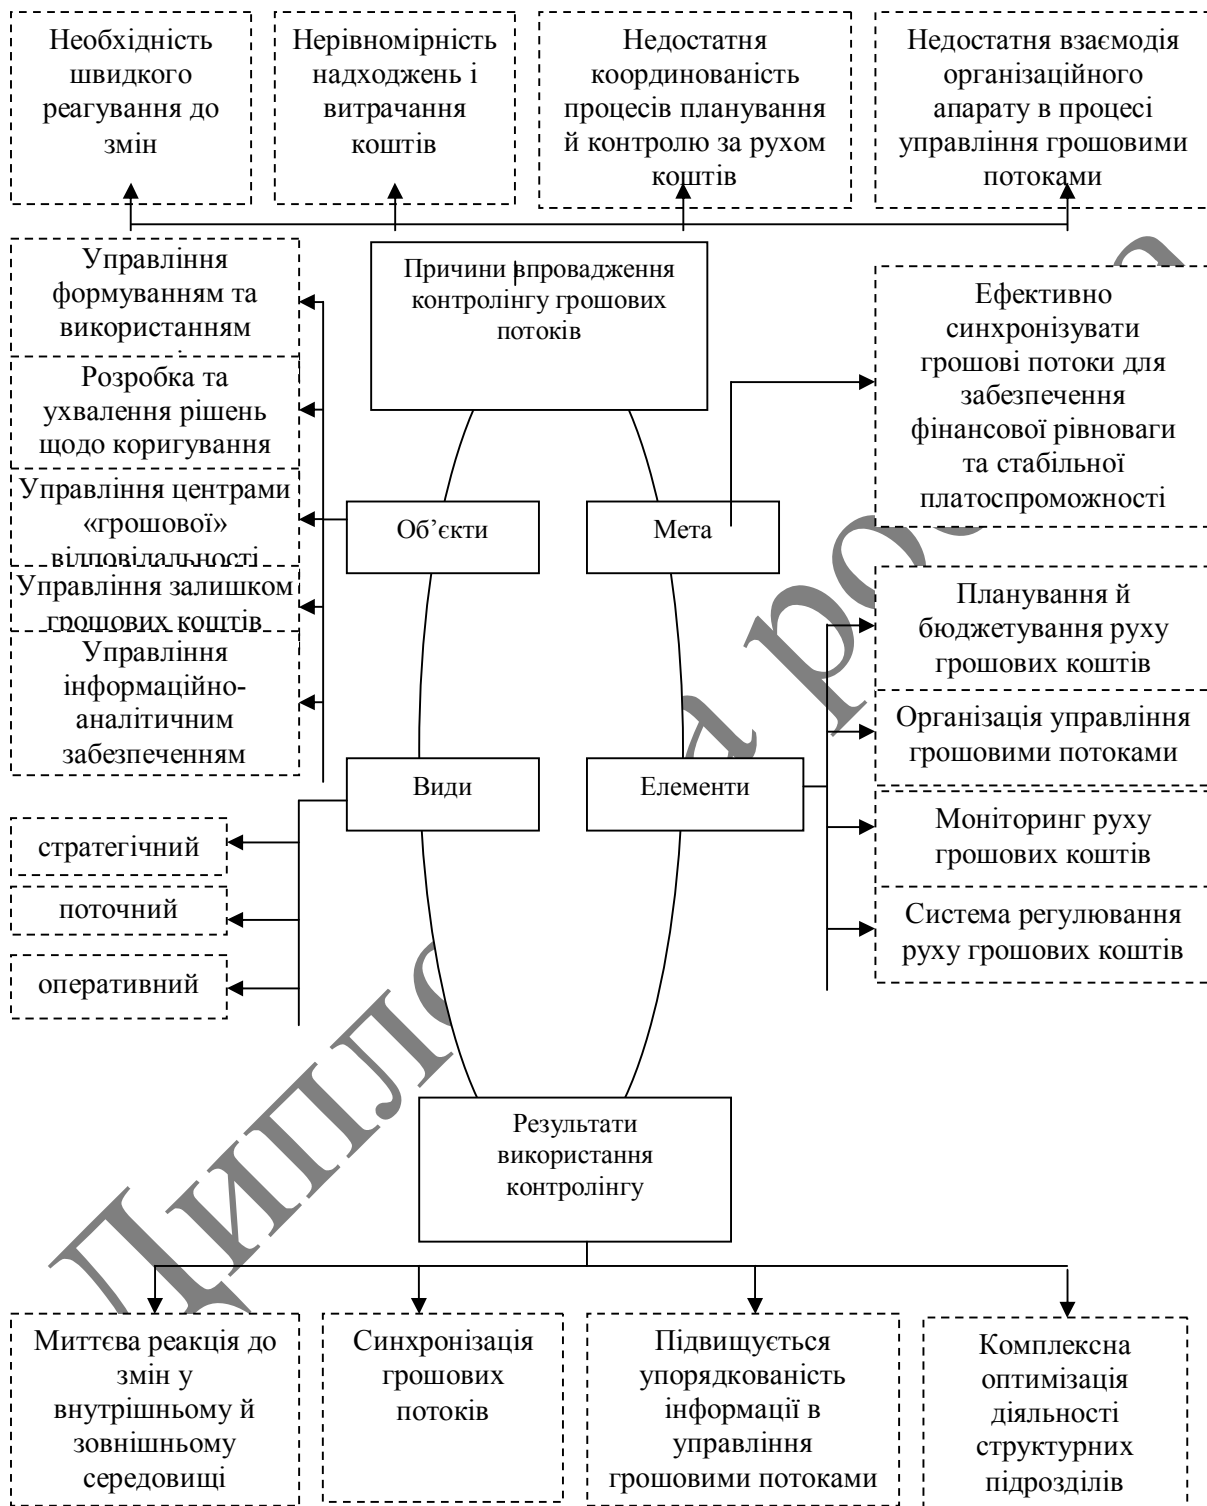 Необхідність
швидкого
реагування до
змін
Нерівномірність
надходжень і
витрачання
коштів
Недостатня
координованість
процесів планування
й контролю за рухом
коштів
Недостатня взаємодія
організаційного
апарату в процесі
управління грошовими
потоками
Управління
формуванням та
використанням
Розробка та
ухвалення рішень
щодо коригування
Управління центрами
«грошової»
відповідальності
Управління залишком
грошових коштів
Управління
інформаційно-
аналітичним
забезпеченням
Причини впровадження
контролінгу грошових
потоків
Ефективно
синхронізувати
грошові потоки для
забезпечення
фінансової рівноваги
та стабільної
платоспроможності
Об’єкти
Мета
Види
Елементи
Планування й
бюджетування руху
грошових коштів
Організація управління
грошовими потоками
Моніторинг руху
грошових коштів
Система регулювання
руху грошових коштів
стратегічний
поточний
оперативний
Результати
використання
контролінгу
Миттєва реакція до
змін у
внутрішньому й
зовнішньому
середовищі
Синхронізація
грошових
потоків
Підвищується
упорядкованість
інформації в
управління
грошовими потоками
Комплексна
оптимізація
діяльності
структурних
підрозділів